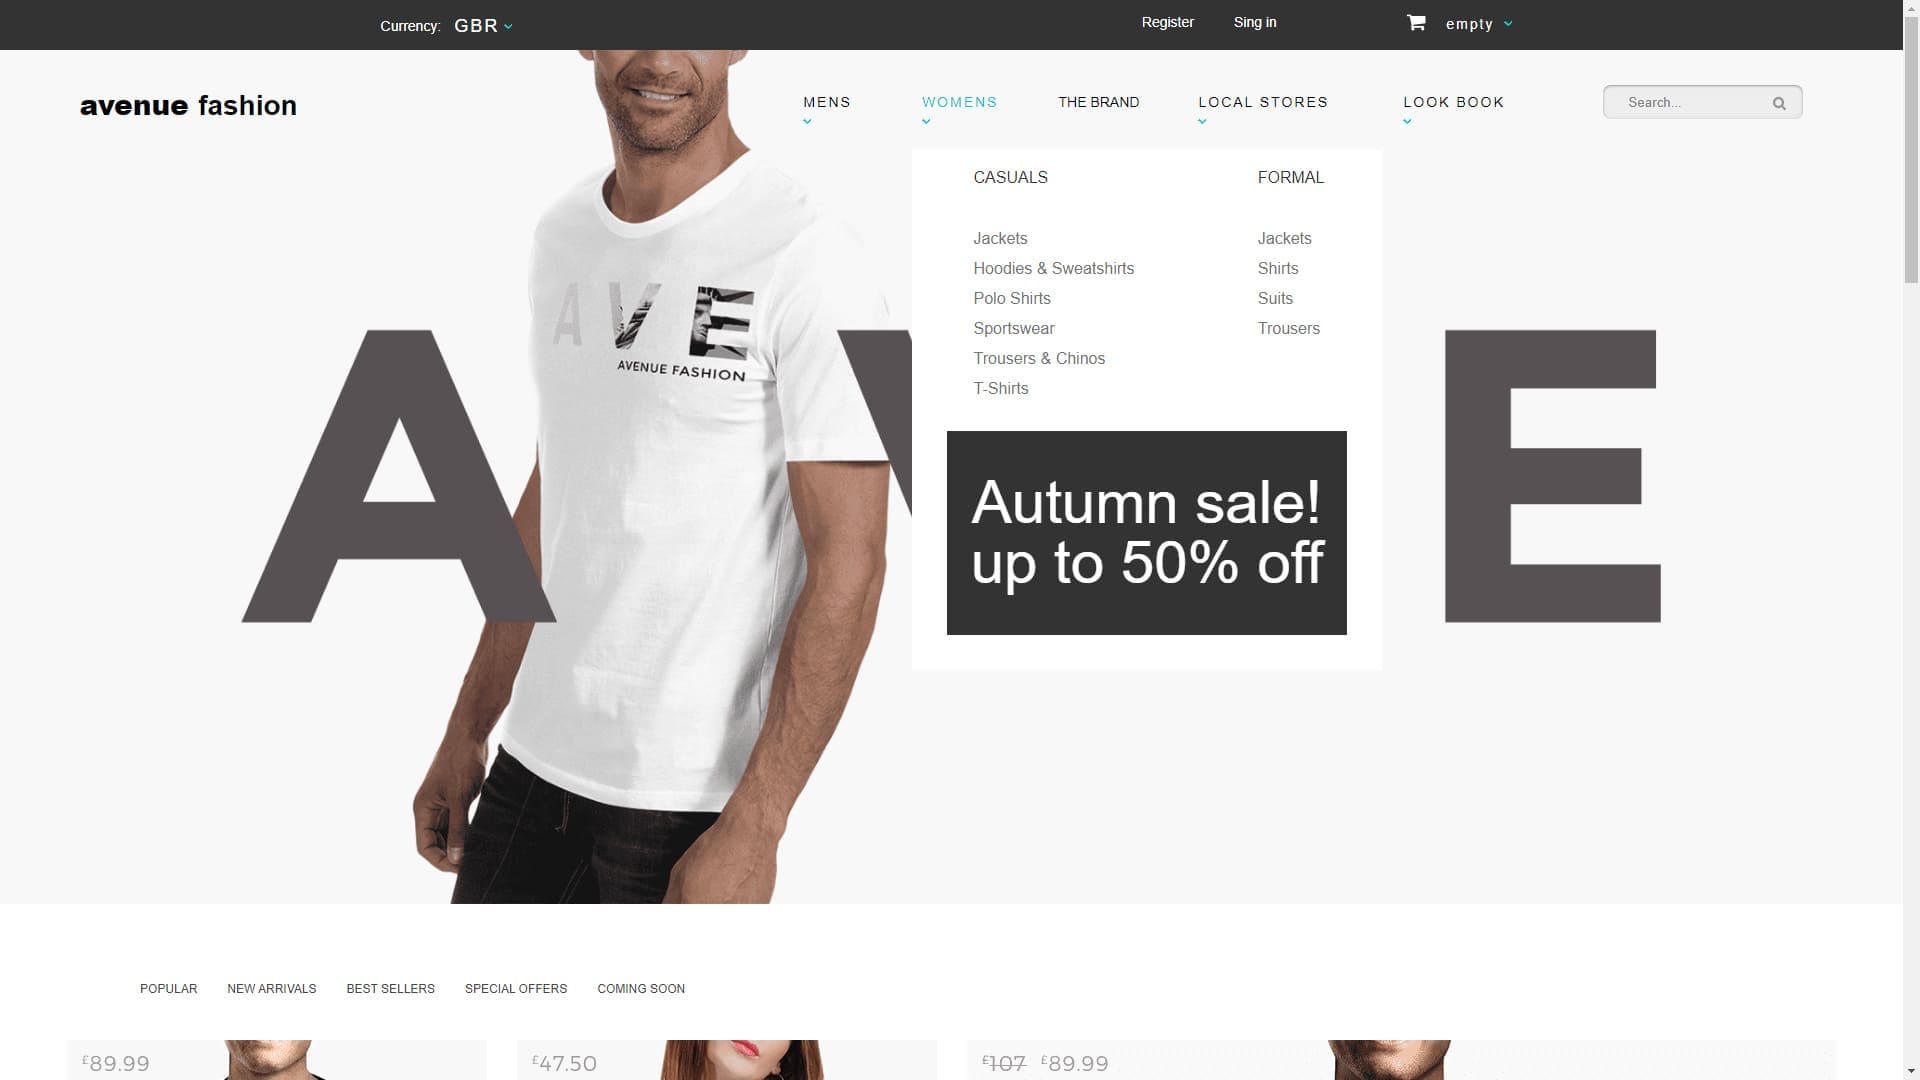 Currency: GBR
Register
Sing in
empty
avenue fashion
MENS
WOMENS
THE BRAND
LOCAL STORES
LOOK BOOK
Search...
CASUALS
Jackets
Hoodies & Sweatshirts
Polo Shirts
Sportswear
Trousers & Chinos
T-Shirts
FORMAL
Jackets
Shirts
Suits
Trousers
Autumn sale!
up to 50% off
AVE
AVENUE FASHION
A V E
POPULAR
NEW ARRIVALS
BEST SELLERS
SPECIAL OFFERS
COMING SOON
£89.99
£47.50
£107 £89.99